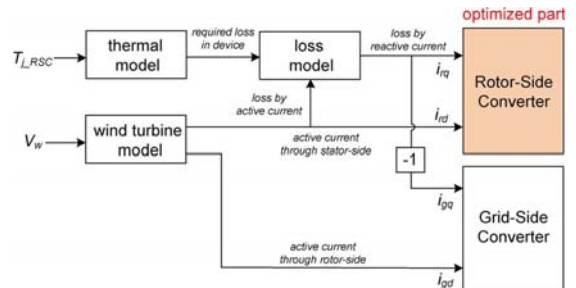 optimized part
required loss
in device
loss by
reactive current
T_j_RSC
thermal
model
loss
model
i_rq
Rotor-Side
Converter
loss by
active current
V_w
wind turbine
model
active current
through stator-side
i_rd
-1
i_gq
Grid-Side
Converter
active current
through rotor-side
i_gd